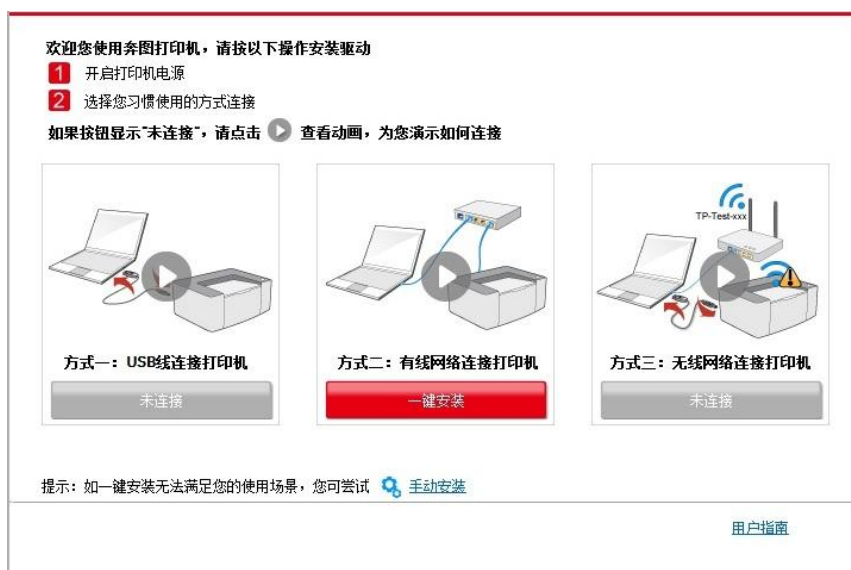 欢迎您使用奔图打印机，请按以下操作安装驱动
1 开启打印机电源
2 选择您习惯使用的方式连接
如果按钮显示"未连接"，请点击 查看动画，为您演示如何连接
TP-Test-xxx
方式一：USB线连接打印机
未连接
方式二：有线网络连接打印机
一键安装
方式三：无线网络连接打印机
未连接
提示：如一键安装无法满足您的使用场景，您可尝试 手动安装
用户指南